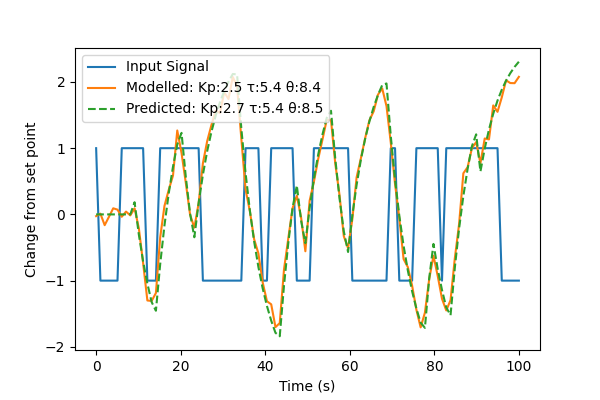 Input Signal
Modelled: Kp:2.5 τ:5.4 θ:8.4
Predicted: Kp:2.7 τ:5.4 θ:8.5
Change from set point
2
1
0
−1
−2
0 20 40 60 80 100
Time (s)